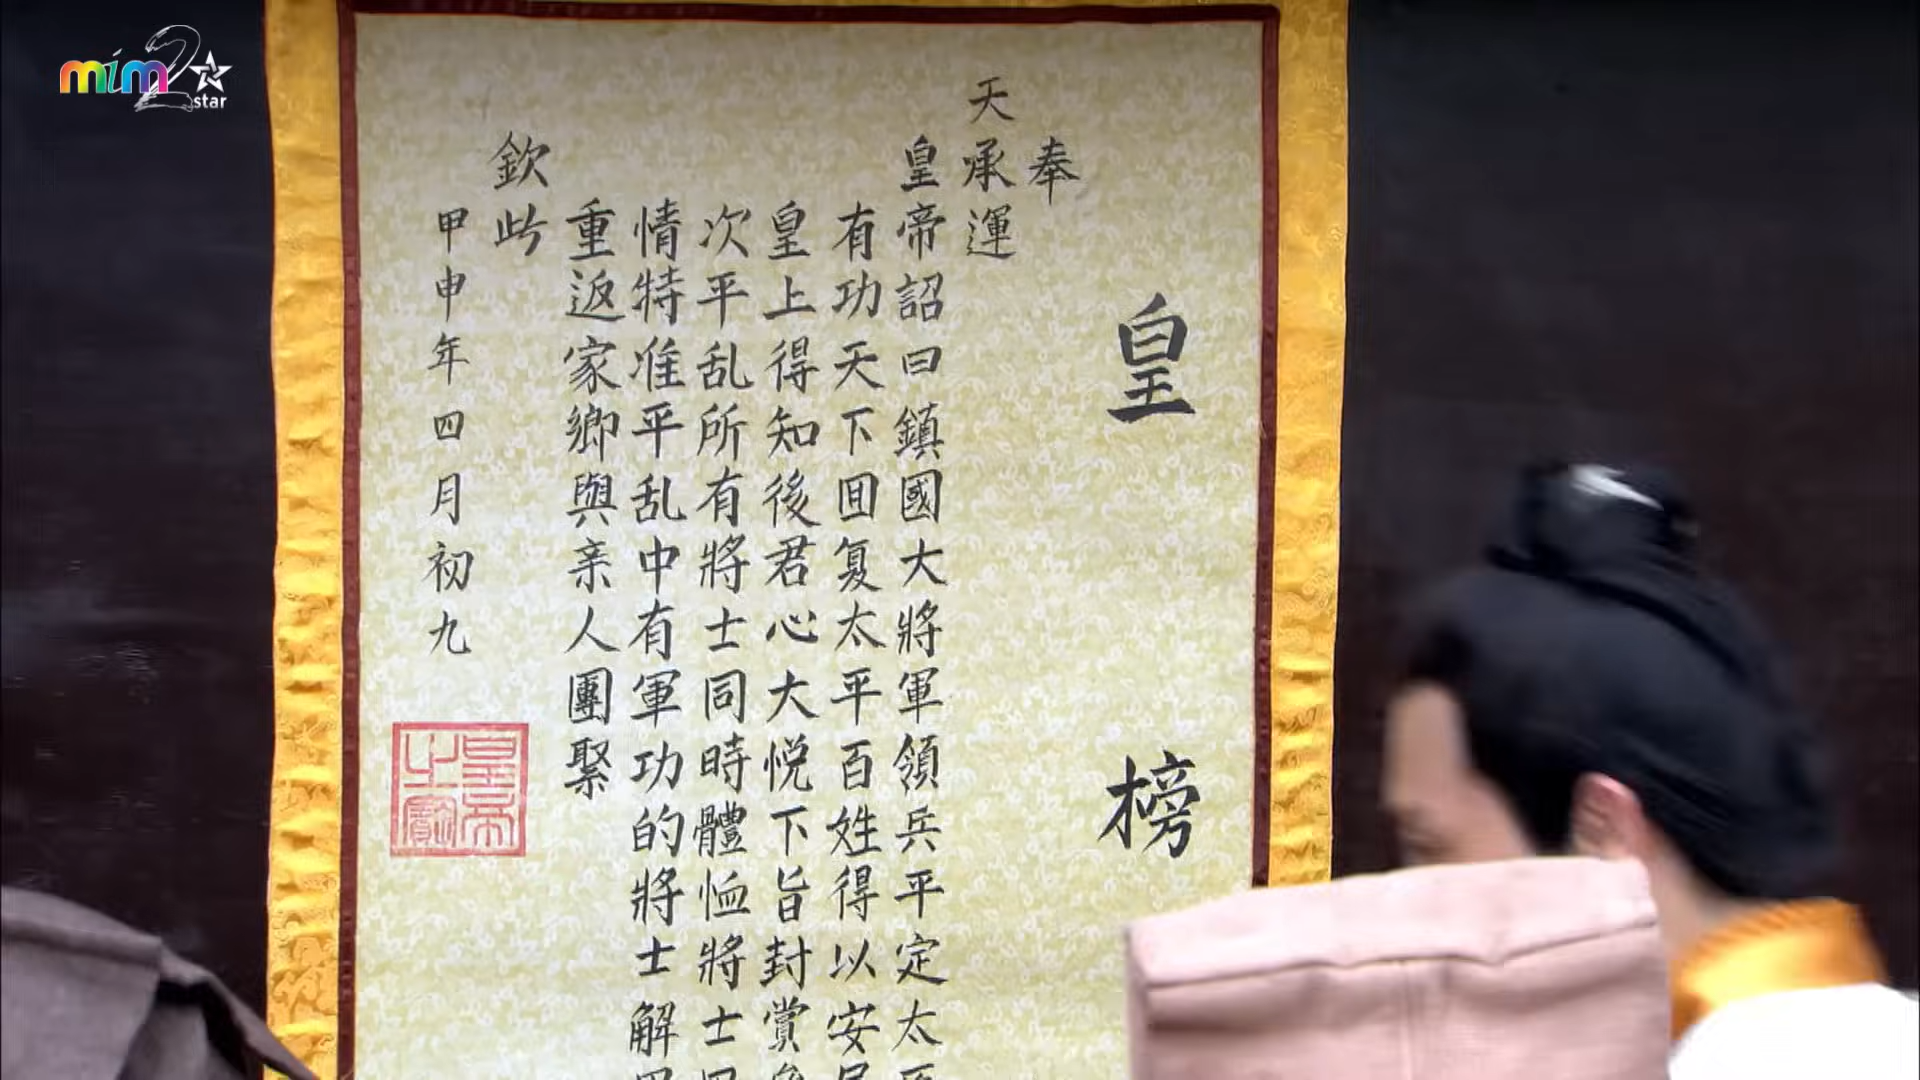 皇榜
奉
天承運
皇帝詔曰鎮國大將軍領兵平定太
有功天下囬复太平百姓得以安
皇上得知後君心大悦下旨封賞
次平乱所有將士同時體恤將士
情特准平乱中有軍功的將士解
重返家鄉與亲人團聚
欽此
甲申年四月初九
mim2
star